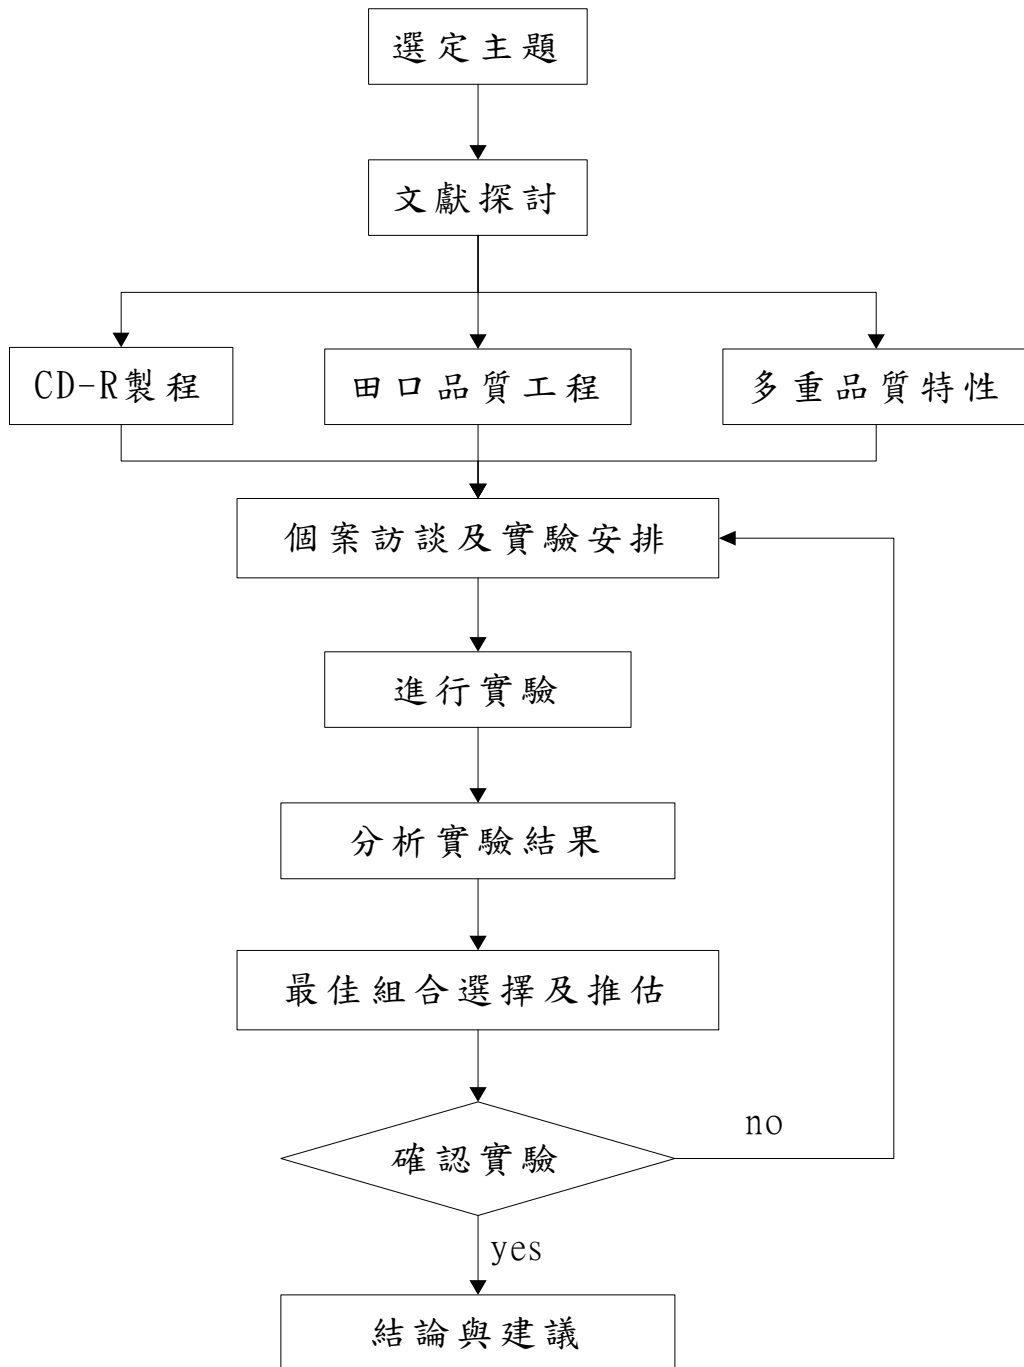 選定主題
文獻探討
CD-R製程
田口品質工程
多重品質特性
個案訪談及實驗安排
進行實驗
分析實驗結果
最佳組合選擇及推估
確認實驗
no
yes
結論與建議